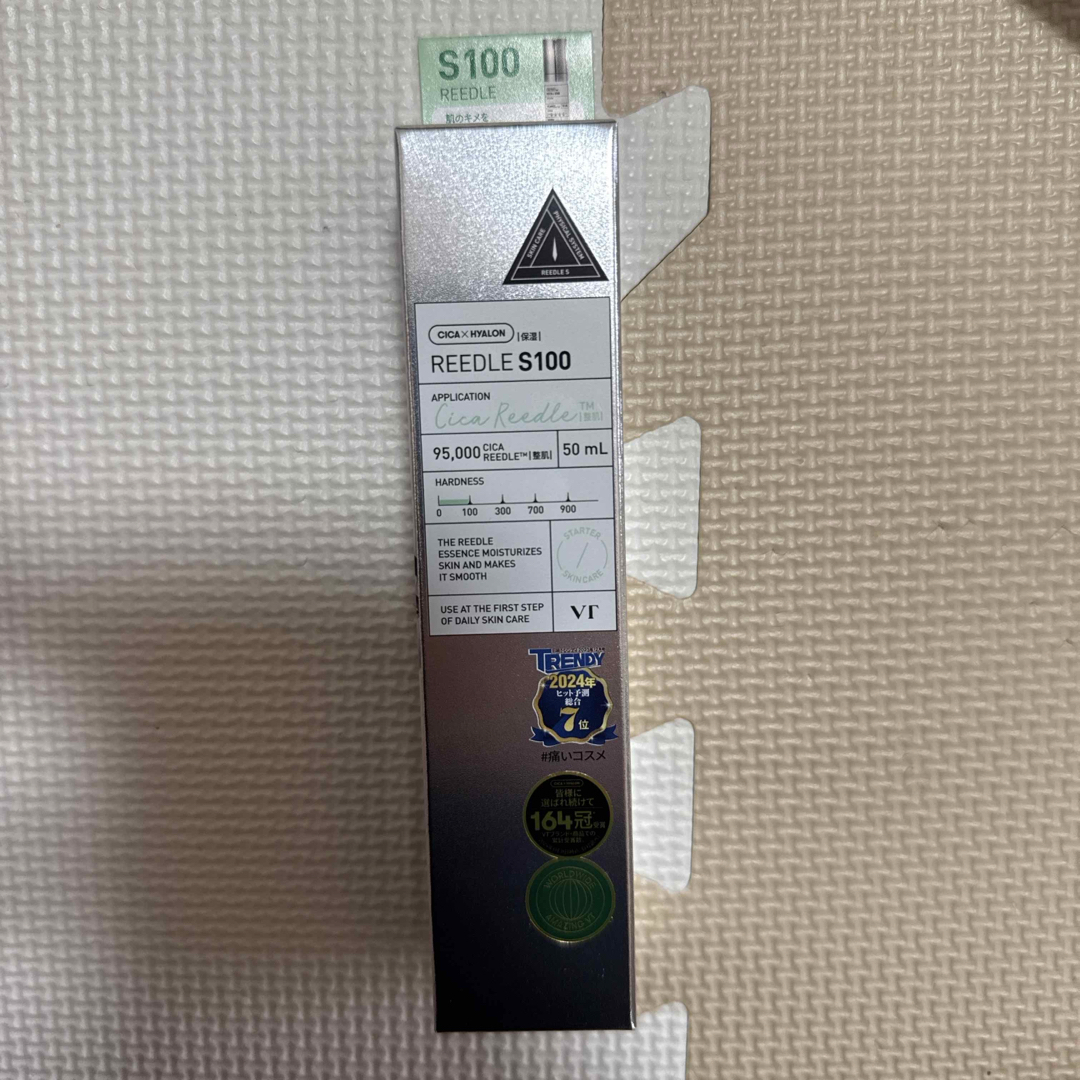 S100
REEDLE
肌のキメを
SKIN CARE
PHYSICAL SYSTEM
REEDLE S
CICA×HYALON |保湿|
REEDLE S100
APPLICATION
Cica Reedle™ |整肌|
95,000 CICA REEDLE™ |整肌| 50 mL
HARDNESS
0 100 300 700 900
THE REEDLE
ESSENCE MOISTURIZES
SKIN AND MAKES
IT SMOOTH
STARTER
SKIN CARE
USE AT THE FIRST STEP
OF DAILY SKIN CARE
VT
TRENDY
2024年
ヒット予測
総合
7位
#痛いコスメ
皆様に
選ばれ続けて
164冠
WORLDWIDE